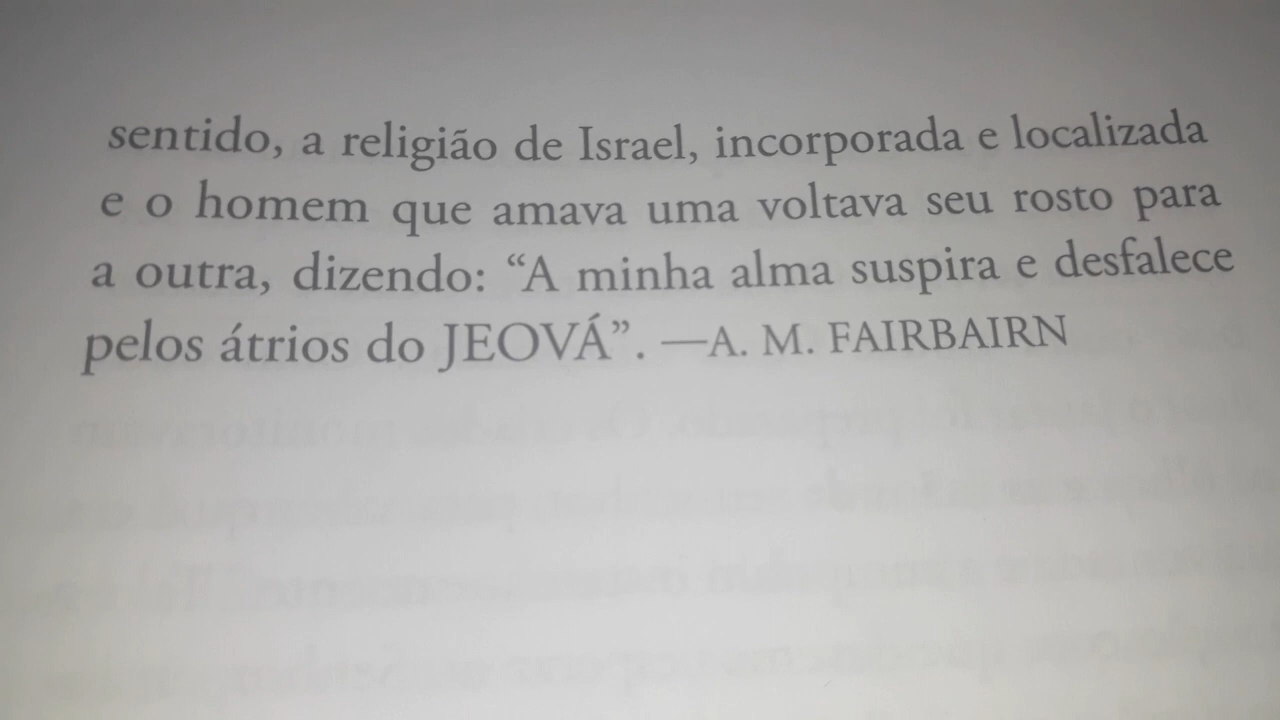 sentido, a religião de Israel, incorporada e localizada
e o homem que amava uma voltava seu rosto para
a outra, dizendo: “A minha alma suspira e desfalece
pelos átrios do JEOVÁ”. —A. M. FAIRBAIRN